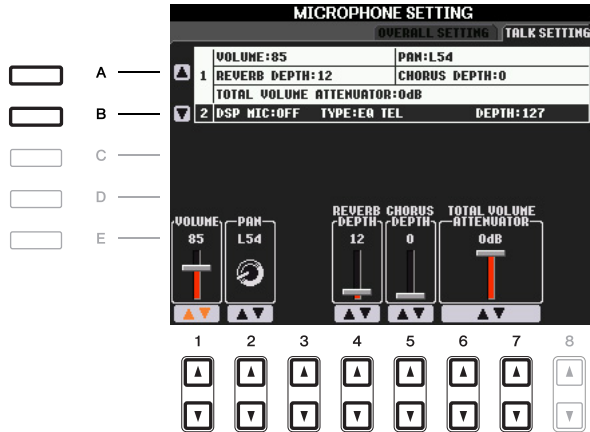 MICROPHONE SETTING
OVERALL SETTING TALK SETTING
A
B
C
D
E
1 VOLUME:85 PAN:L54
REVERB DEPTH:12 CHORUS DEPTH:0
TOTAL VOLUME ATTENUATOR:0dB
2 DSP MIC:OFF TYPE:EQ TEL DEPTH:127
VOLUME PAN REVERB DEPTH CHORUS DEPTH TOTAL VOLUME ATTENUATOR
85 L54 12 0 0dB
1 2 3 4 5 6 7 8